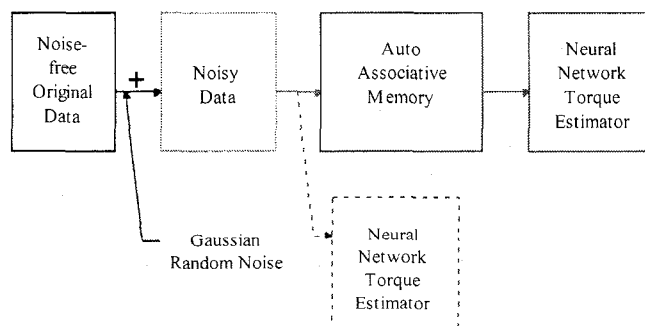 Noise-
free
Original
Data
+
Noisy
Data
Auto
Associative
Memory
Neural
Network
Torque
Estimator
Gaussian
Random Noise
Neural
Network
Torque
Estimator